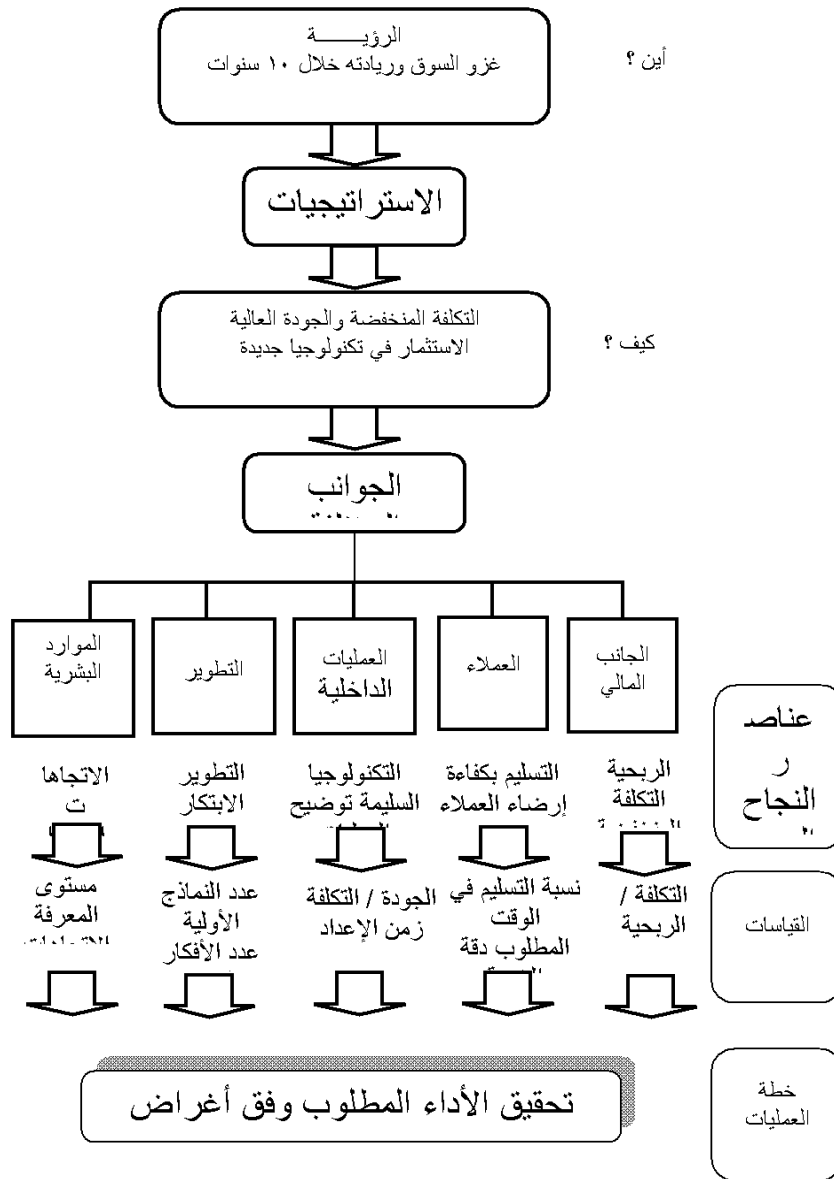 الرؤيــــــة
غزو السوق وريادته خلال ١٠ سنوات
أين ؟
الاستراتيجيات
التكلفة المنخفضة والجودة العالية
الاستثمار في تكنولوجيا جديدة
كيف ؟
الجوانب
الجانب
المالي
العملاء
العمليات
الداخلية
التطوير
الموارد
البشرية
عناصـ
ر
النجاح
الربحية
التكلفة
التسليم بكفاءة
إرضاء العملاء
التكنولوجيا
السليمة توضيح
التطوير
الابتكار
الاتجاها
ت
القياسات
التكلفة /
الربحية
نسبة التسليم في
الوقت
المطلوب دقة
الجودة / التكلفة
زمن الإعداد
عدد النماذج
الأولية
عدد الأفكار
مستوى
المعرفة
خطة
العمليات
تحقيق الأداء المطلوب وفق أغراض